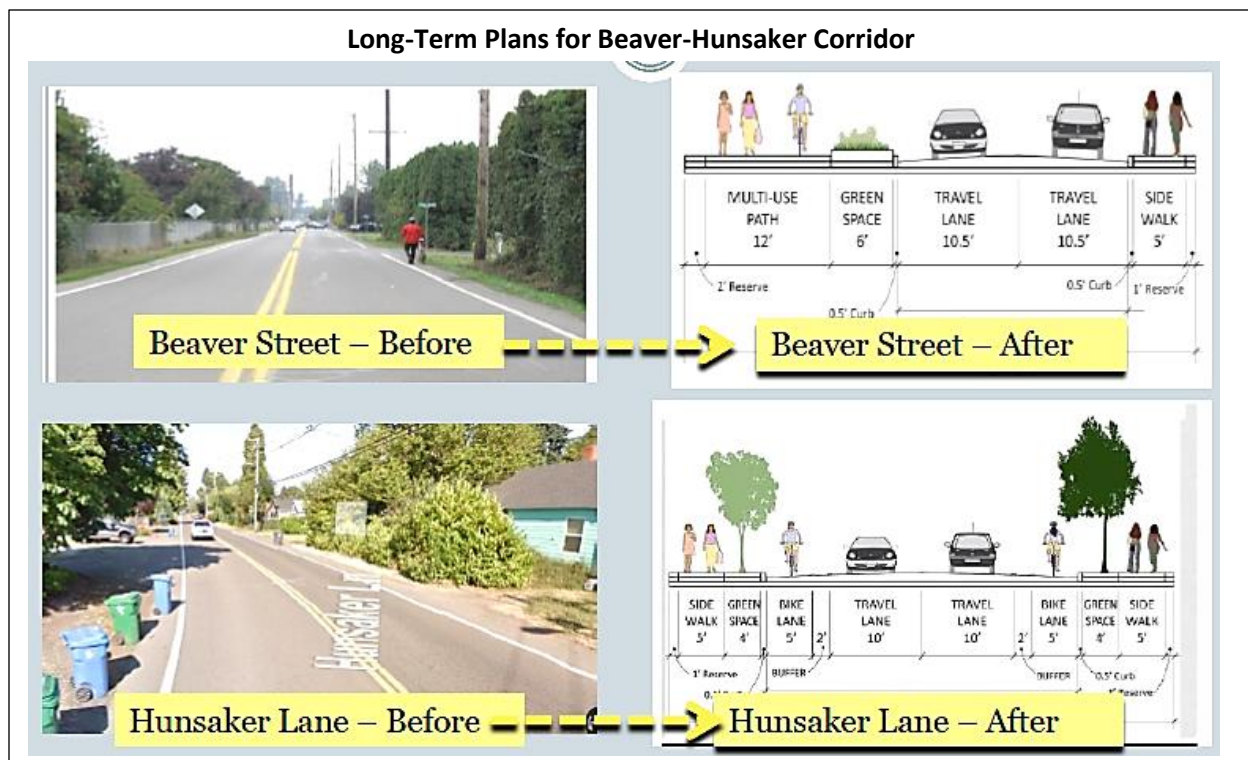 Long-Term Plans for Beaver-Hunsaker Corridor
MULTI-USE
PATH
12'
GREEN
SPACE
6'
TRAVEL
LANE
10.5'
TRAVEL
LANE
10.5'
SIDE
WALK
5'
2' Reserve
0.5' Curb
0.5' Curb
1' Reserve
Beaver Street – Before
Beaver Street – After
Hunsaker Ln
SIDE
WALK
5'
GREEN
SPACE
4'
BIKE
LANE
5'
2'
TRAVEL
LANE
10'
TRAVEL
LANE
10'
2'
BIKE
LANE
5'
GREEN
SPACE
4'
SIDE
WALK
5'
1' Reserve
BUFFER
BUFFER
0.5' Curb
Reserve
Hunsaker Lane – Before
Hunsaker Lane – After